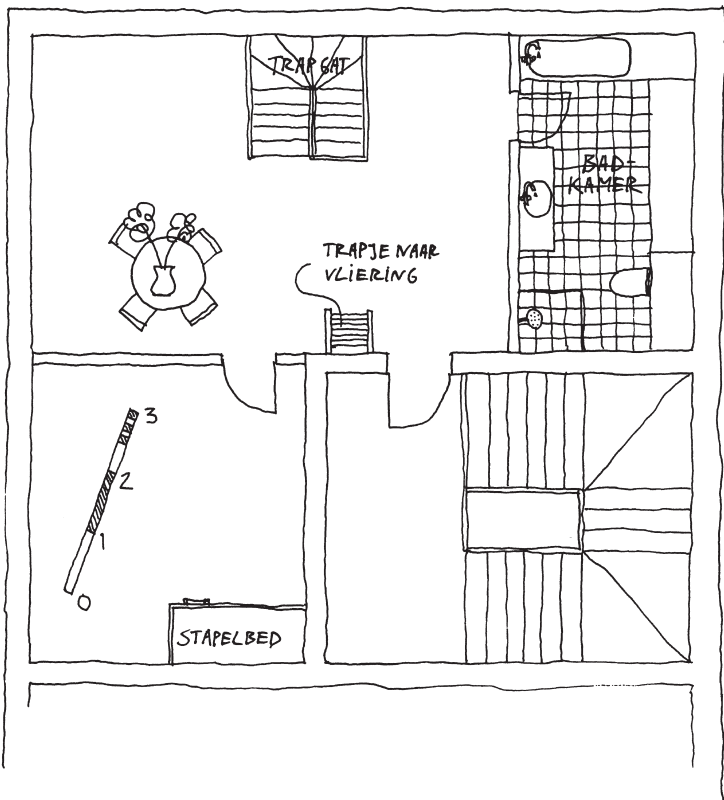 TRAPGAT
BAD-
KAMER
TRAPJE NAAR
VLIERING
3
2
1
0
STAPELBED